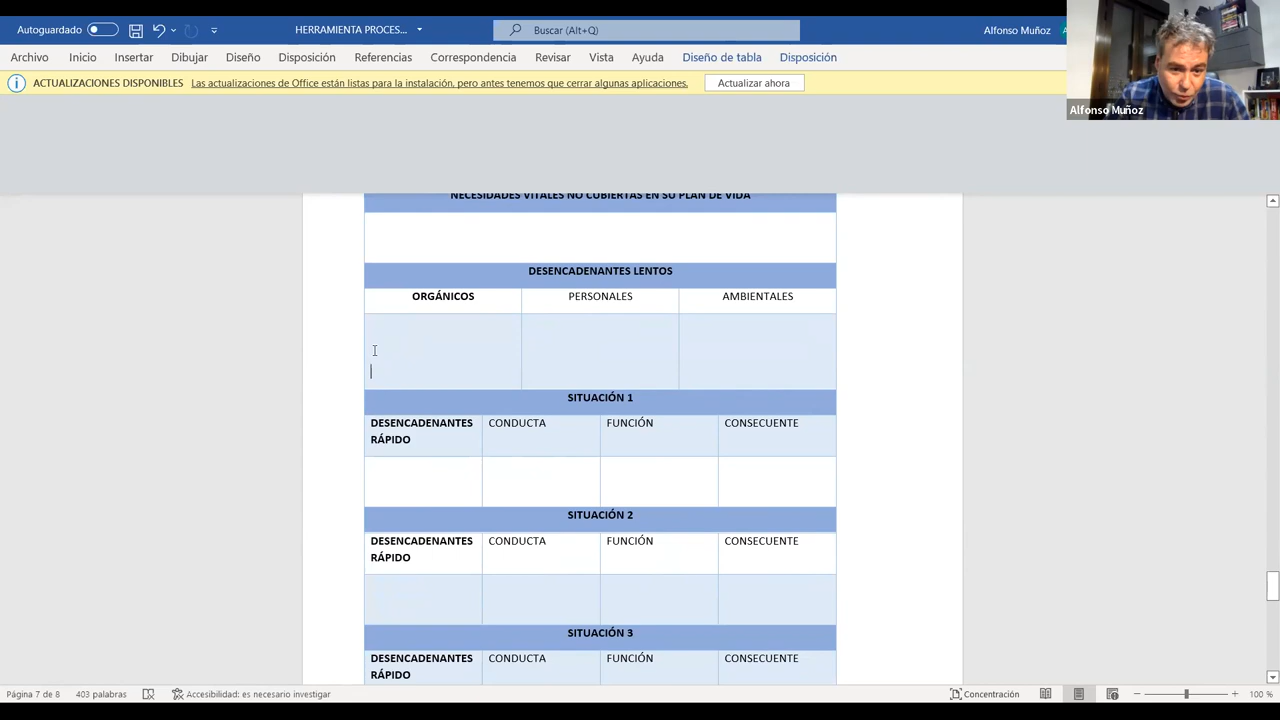 Autoguardado
HERRAMIENTA PROCES...
Buscar (Alt+Q)
Alfonso Muñoz
Archivo Inicio Insertar Dibujar Diseño Disposición Referencias Correspondencia Revisar Vista Ayuda Diseño de tabla Disposición
ACTUALIZACIONES DISPONIBLES Las actualizaciones de Office están listas para la instalación, pero antes tenemos que cerrar algunas aplicaciones. Actualizar ahora
Alfonso Muñoz
NECESIDADES VITALES NO CUBIERTAS EN SU PLAN DE VIDA
DESENCADENANTES LENTOS
ORGÁNICOS PERSONALES AMBIENTALES
SITUACIÓN 1
DESENCADENANTES RÁPIDO CONDUCTA FUNCIÓN CONSECUENTE
SITUACIÓN 2
DESENCADENANTES RÁPIDO CONDUCTA FUNCIÓN CONSECUENTE
SITUACIÓN 3
DESENCADENANTES RÁPIDO CONDUCTA FUNCIÓN CONSECUENTE
Página 7 de 8 403 palabras Accesibilidad: es necesario investigar Concentración 100 %